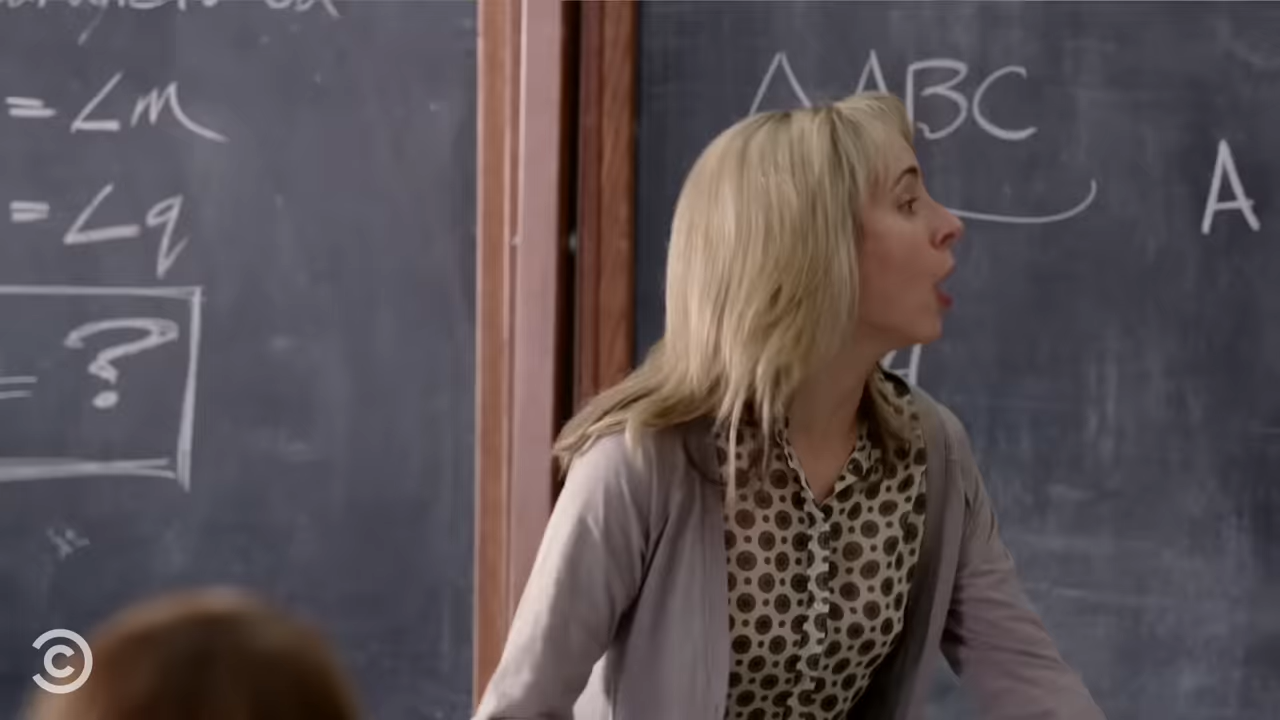 = ∠m
= ∠q
= ?
△ABC
A